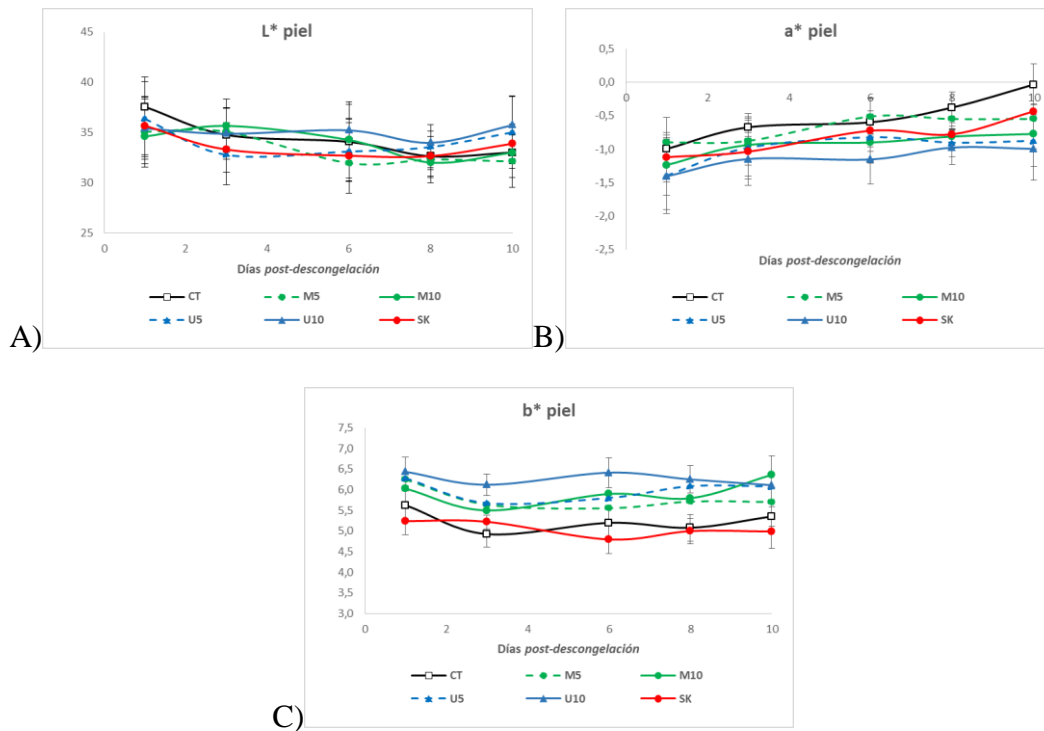 L* piel
45
40
35
30
25
0 2 4 6 8 10
Días post-descongelación
CT M5 M10
U5 U10 SK
A)
a* piel
0,5
0,0
-0,5
-1,0
-1,5
-2,0
-2,5
0 2 4 6 8 10
Días post-descongelación
CT M5 M10
U5 U10 SK
B)
b* piel
7,5
7,0
6,5
6,0
5,5
5,0
4,5
4,0
3,5
3,0
0 2 4 6 8 10
Días post-descongelación
CT M5 M10
U5 U10 SK
C)